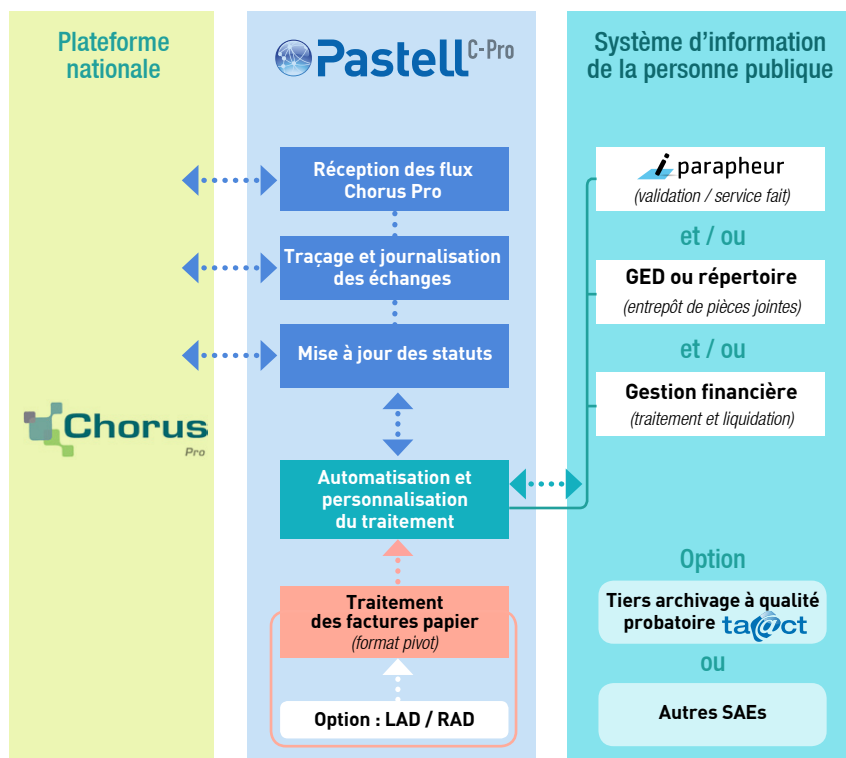 Plateforme
nationale
Chorus
Pro
Pastell C-Pro
Réception des flux
Chorus Pro
Traçage et journalisation
des échanges
Mise à jour des statuts
Automatisation et
personnalisation
du traitement
Traitement
des factures papier
(format pivot)
Option : LAD / RAD
Système d'information
de la personne publique
i parapheur
(validation / service fait)
et / ou
GED ou répertoire
(entrepôt de pièces jointes)
et / ou
Gestion financière
(traitement et liquidation)
Option
Tiers archivage à qualité
probatoire ta@ct
ou
Autres SAEs